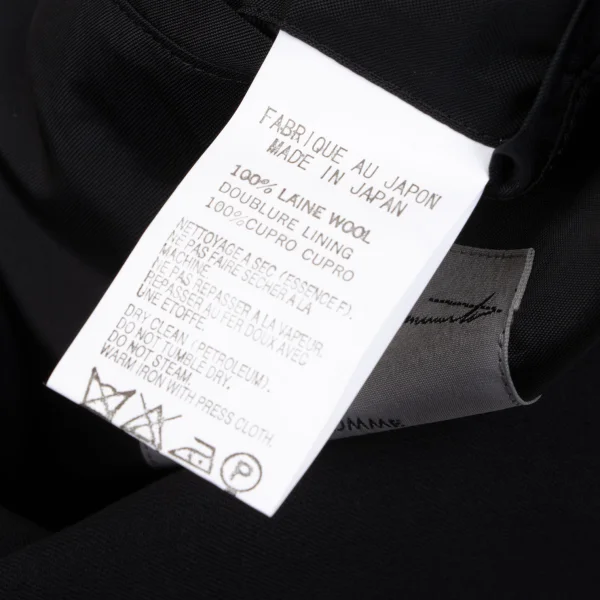 FABRIQUE AU JAPON
MADE IN JAPAN
100% LAINE WOOL
DOUBLURE LINING
100%CUPRO CUPRO
NETTOYAGE A SEC (ESSENCE F).
NE PAS FAIRE SECHER A LA
MACHINE.
NE PAS REPASSER A LA VAPEUR.
REPASSER AU FER DOUX AVEC
UNE ETOFFE.
DRY CLEAN (PETROLEUM).
DO NOT TUMBLE DRY.
DO NOT STEAM.
WARM IRON WITH PRESS CLOTH.
P